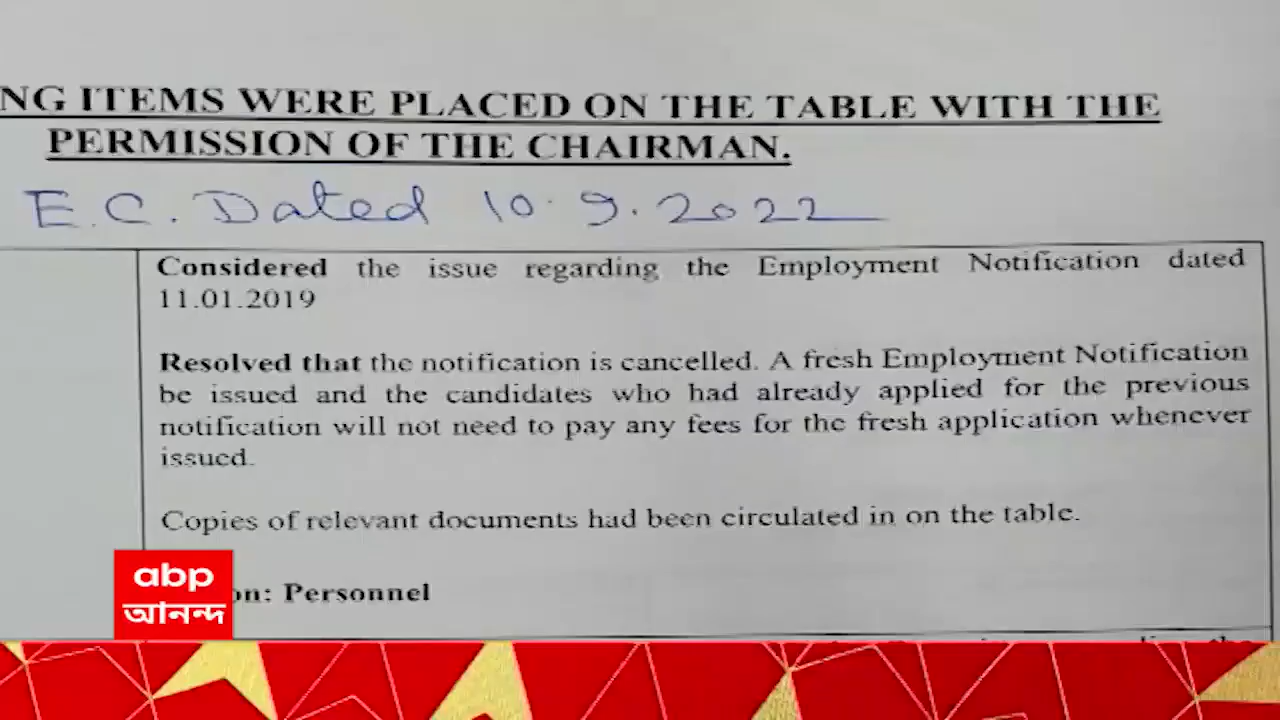 NG ITEMS WERE PLACED ON THE TABLE WITH THE
PERMISSION OF THE CHAIRMAN.
E.C. Dated 10.9.2022
Considered the issue regarding the Employment Notification dated
11.01.2019
Resolved that the notification is cancelled. A fresh Employment Notification
be issued and the candidates who had already applied for the previous
notification will not need to pay any fees for the fresh application whenever
issued.
Copies of relevant documents had been circulated in on the table.
on: Personnel
abp
আনন্দ